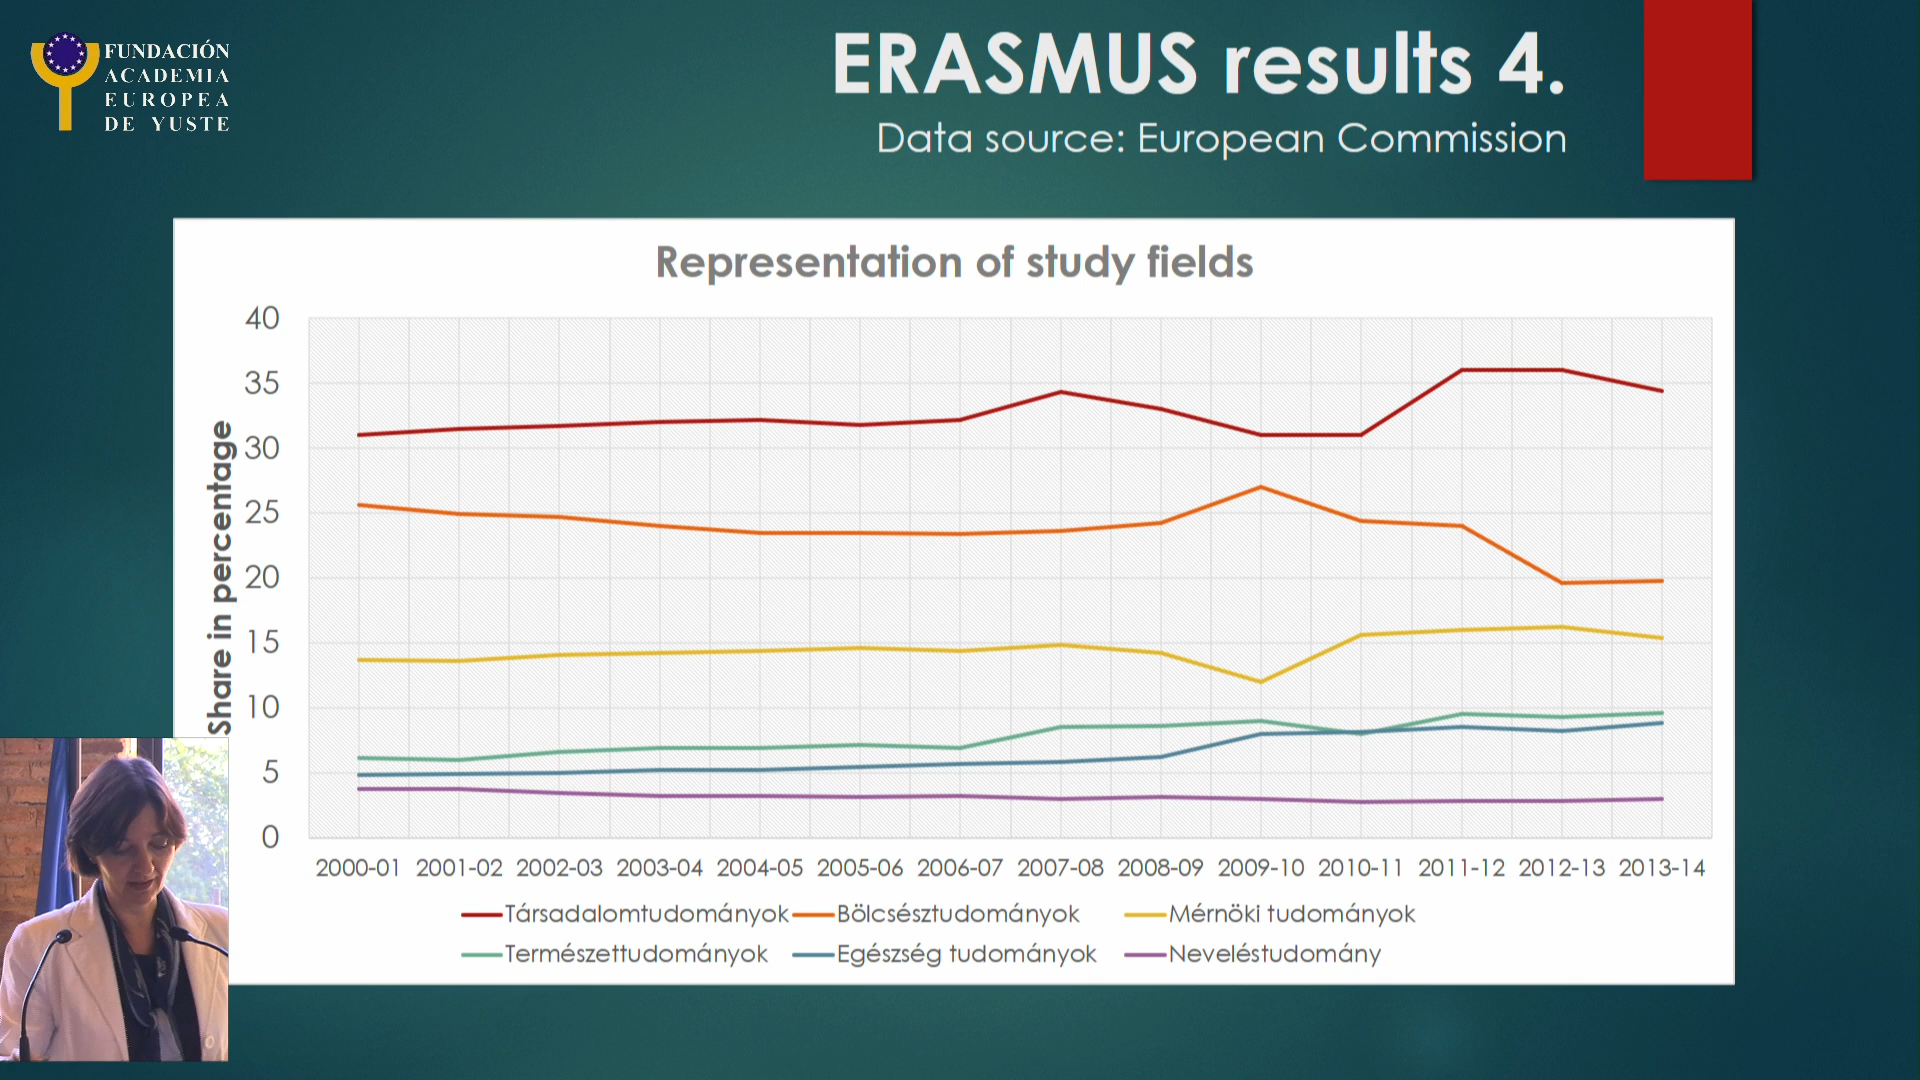 FUNDACIÓN
ACADEMIA
EUROPEA
DE YUSTE
ERASMUS results 4.
Data source: European Commission
Representation of study fields
Share in percentage
40
35
30
25
20
15
10
5
0
2000-01 2001-02 2002-03 2003-04 2004-05 2005-06 2006-07 2007-08 2008-09 2009-10 2010-11 2011-12 2012-13 2013-14
Társadalomtudományok Bölcsésztudományok Mérnöki tudományok
Természettudományok Egészség tudományok Neveléstudomány